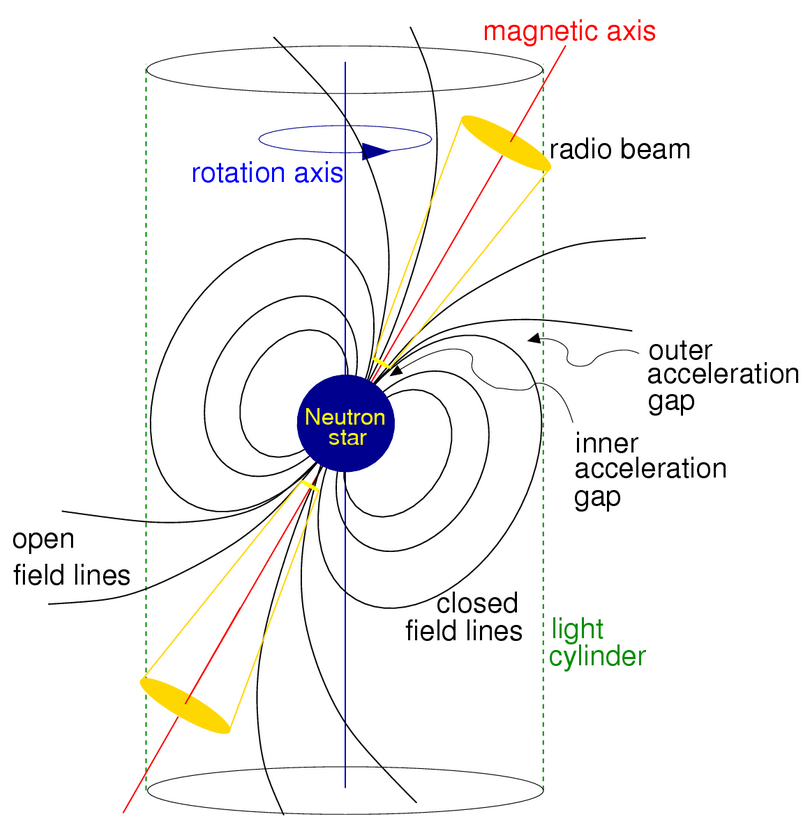 magnetic axis
radio beam
rotation axis
outer
acceleration
gap
Neutron
star
inner
acceleration
gap
open
field lines
closed
field lines
light
cylinder